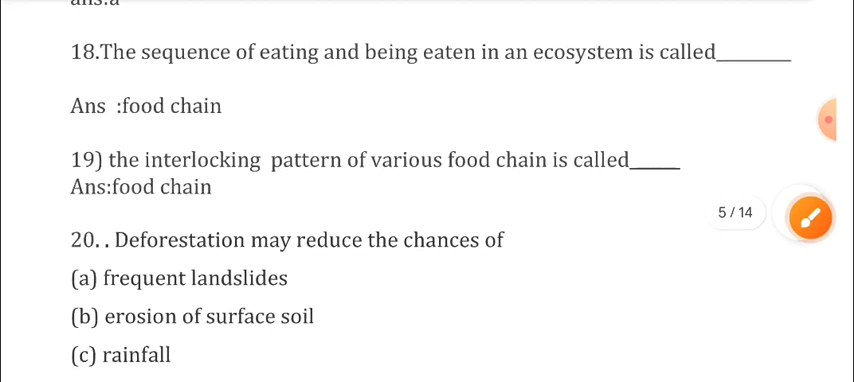 ans:a
18.The sequence of eating and being eaten in an ecosystem is called________
Ans :food chain
19) the interlocking pattern of various food chain is called_____
Ans:food chain
5 / 14
20. . Deforestation may reduce the chances of
(a) frequent landslides
(b) erosion of surface soil
(c) rainfall